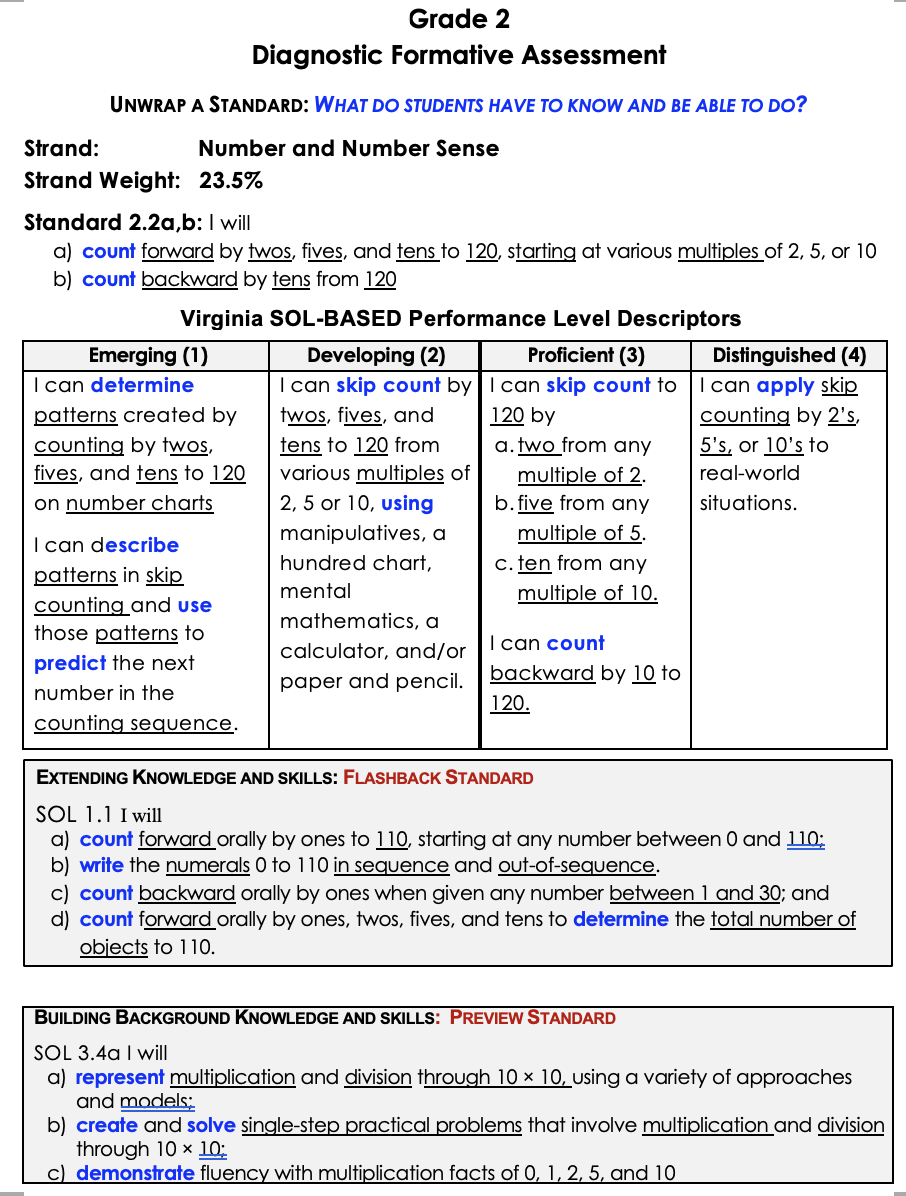 Grade 2
Diagnostic Formative Assessment
UNWRAP A STANDARD: WHAT DO STUDENTS HAVE TO KNOW AND BE ABLE TO DO?
Strand: Number and Number Sense
Strand Weight: 23.5%
Standard 2.2a,b: I will
a) count forward by twos, fives, and tens to 120, starting at various multiples of 2, 5, or 10
b) count backward by tens from 120
Virginia SOL-BASED Performance Level Descriptors
Emerging (1)
I can determine
patterns created by
counting by twos,
fives, and tens to 120
on number charts
I can describe
patterns in skip
counting and use
those patterns to
predict the next
number in the
counting sequence.
Developing (2)
I can skip count by
twos, fives, and
tens to 120 from
various multiples of
2, 5 or 10, using
manipulatives, a
hundred chart,
mental
mathematics, a
calculator, and/or
paper and pencil.
Proficient (3)
I can skip count to
120 by
a. two from any
multiple of 2.
b. five from any
multiple of 5.
c. ten from any
multiple of 10.
I can count
backward by 10 to
120.
Distinguished (4)
I can apply skip
counting by 2's,
5's, or 10's to
real-world
situations.
EXTENDING KNOWLEDGE AND SKILLS: FLASHBACK STANDARD
SOL 1.1 I will
a) count forward orally by ones to 110, starting at any number between 0 and 110;
b) write the numerals 0 to 110 in sequence and out-of-sequence.
c) count backward orally by ones when given any number between 1 and 30; and
d) count forward orally by ones, twos, fives, and tens to determine the total number of
objects to 110.
BUILDING BACKGROUND KNOWLEDGE AND SKILLS: PREVIEW STANDARD
SOL 3.4a I will
a) represent multiplication and division through 10 × 10, using a variety of approaches
and models;
b) create and solve single-step practical problems that involve multiplication and division
through 10 × 10;
c) demonstrate fluency with multiplication facts of 0, 1, 2, 5, and 10